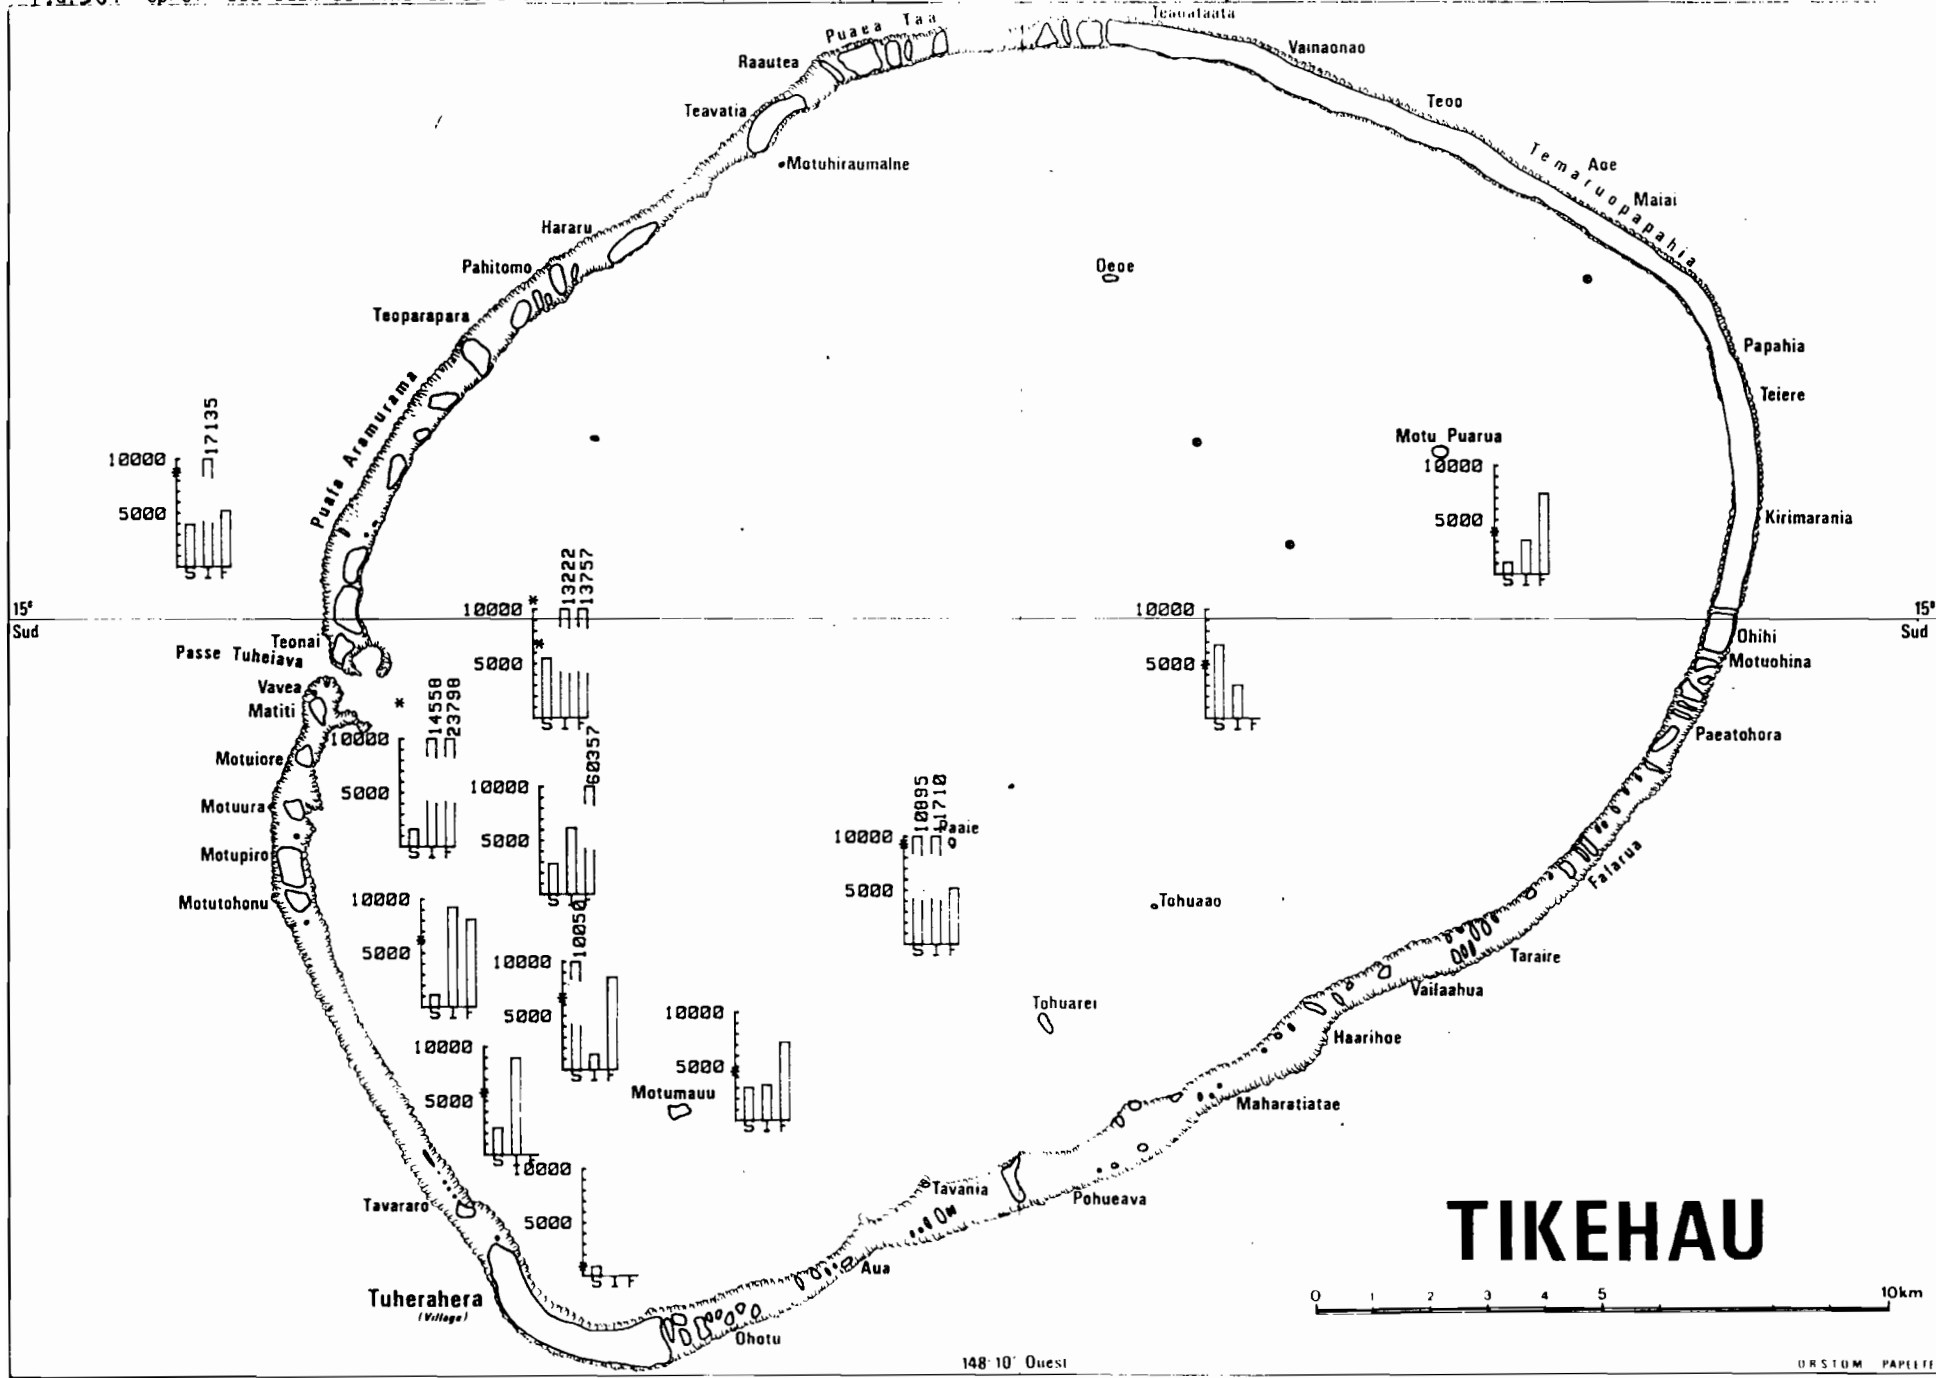 Puaea Taa
Teavataata
Raautea
Vainaonao
Teavatia
Teoo
Motuhiraumaine
Aoe
Temaruopapahia
Maiai
Hararu
Pahitomo
Oeoe
Teoparapara
Papahia
Teiere
Puafa Aramurama
17135
10000
5000
S I F
Motu Puarua
10000
5000
S I F
Kirimarania
13222
13757
10000
5000
S I F
10000
5000
S I F
15°
Sud
15°
Sud
Teonai
Passe Tuheiava
Ohihi
Motuohina
Vavea
Matiti
14558
23798
10000
5000
S I F
Paeatohora
Motuiore
60357
10000
5000
S I F
Motuura
10895
11710
Paaie
10000
5000
S I F
Motupiro
Fafarua
Motutohonu
10000
5000
S I F
Tohuaao
10050
10000
5000
S I F
Taraire
Vaifaahua
Tohuarei
10000
5000
S I F
Haarihoe
10000
5000
S I F
Motumauu
Maharatiatae
10000
5000
S I F
Tavania
Pohueava
Tavararo
Aua
TIKEHAU
Tuherahera
(Village)
0 1 2 3 4 5 10km
Ohotu
148°10' Ouest
ORSTOM PAPEETE